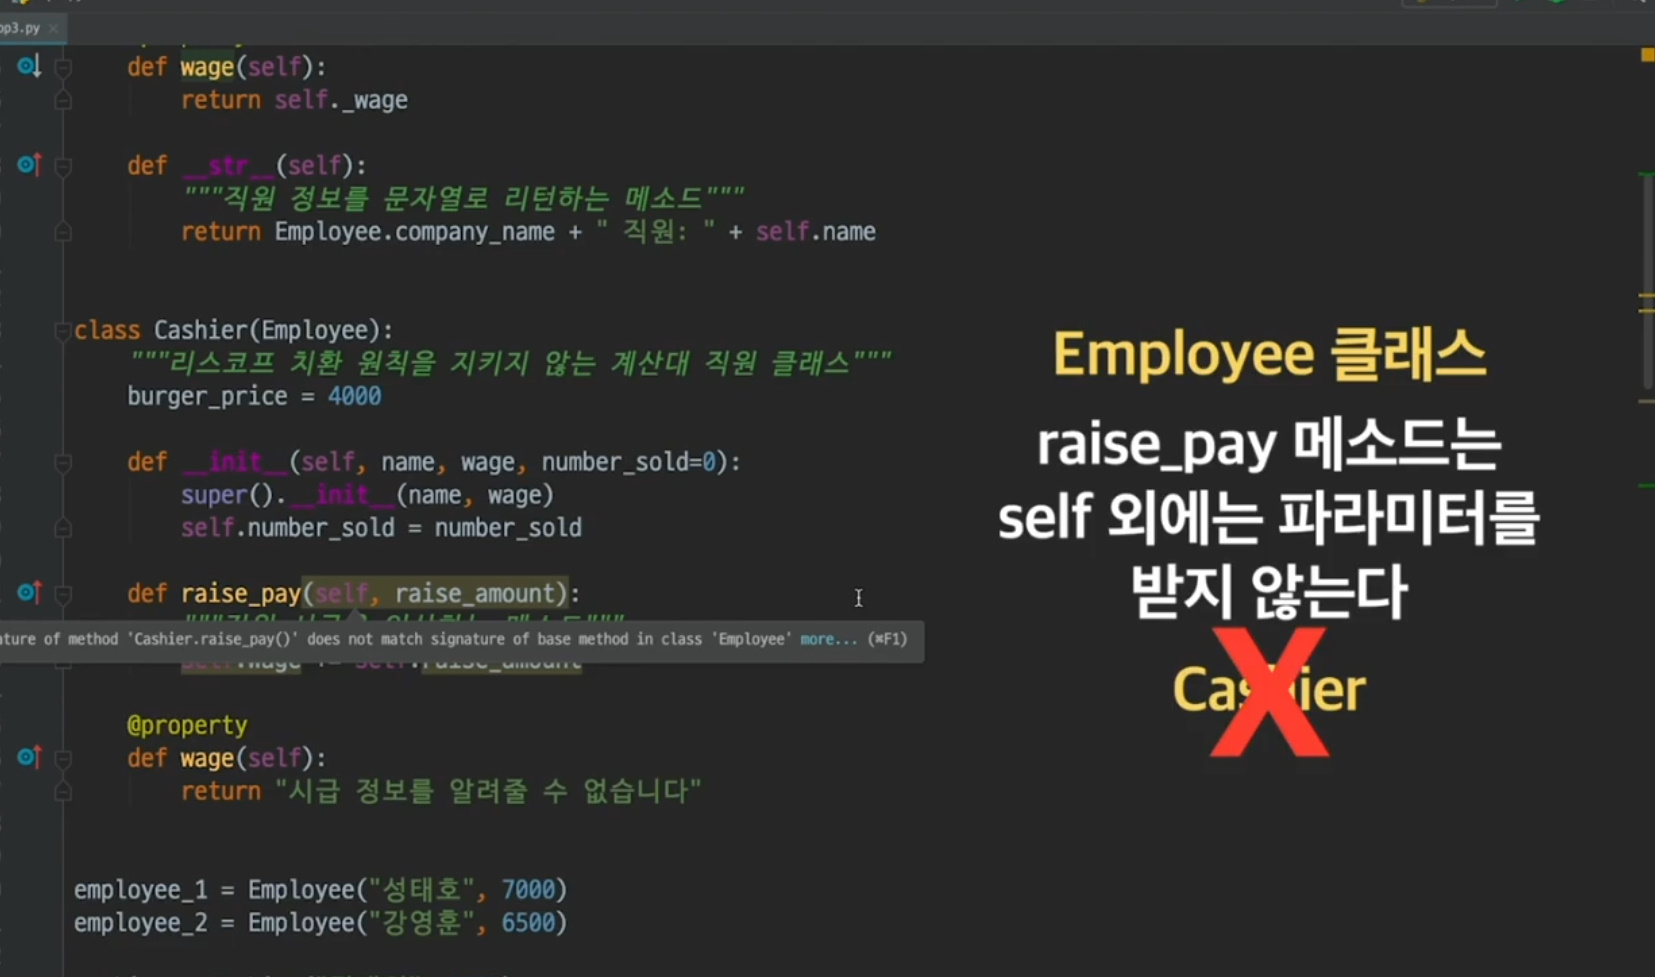 op3.py
def wage(self):
return self._wage
def __str__(self):
"""직원 정보를 문자열로 리턴하는 메소드"""
return Employee.company_name + " 직원: " + self.name
class Cashier(Employee):
"""리스코프 치환 원칙을 지키지 않는 계산대 직원 클래스"""
burger_price = 4000
def __init__(self, name, wage, number_sold=0):
super().__init__(name, wage)
self.number_sold = number_sold
def raise_pay(self, raise_amount):
ature of method 'Cashier.raise_pay()' does not match signature of base method in class 'Employee' more... (⌘F1)
self.wage += self.raise_amount
@property
def wage(self):
return "시급 정보를 알려줄 수 없습니다"
employee_1 = Employee("성태호", 7000)
employee_2 = Employee("강영훈", 6500)
Employee 클래스
raise_pay 메소드는
self 외에는 파라미터를
받지 않는다
Cashier